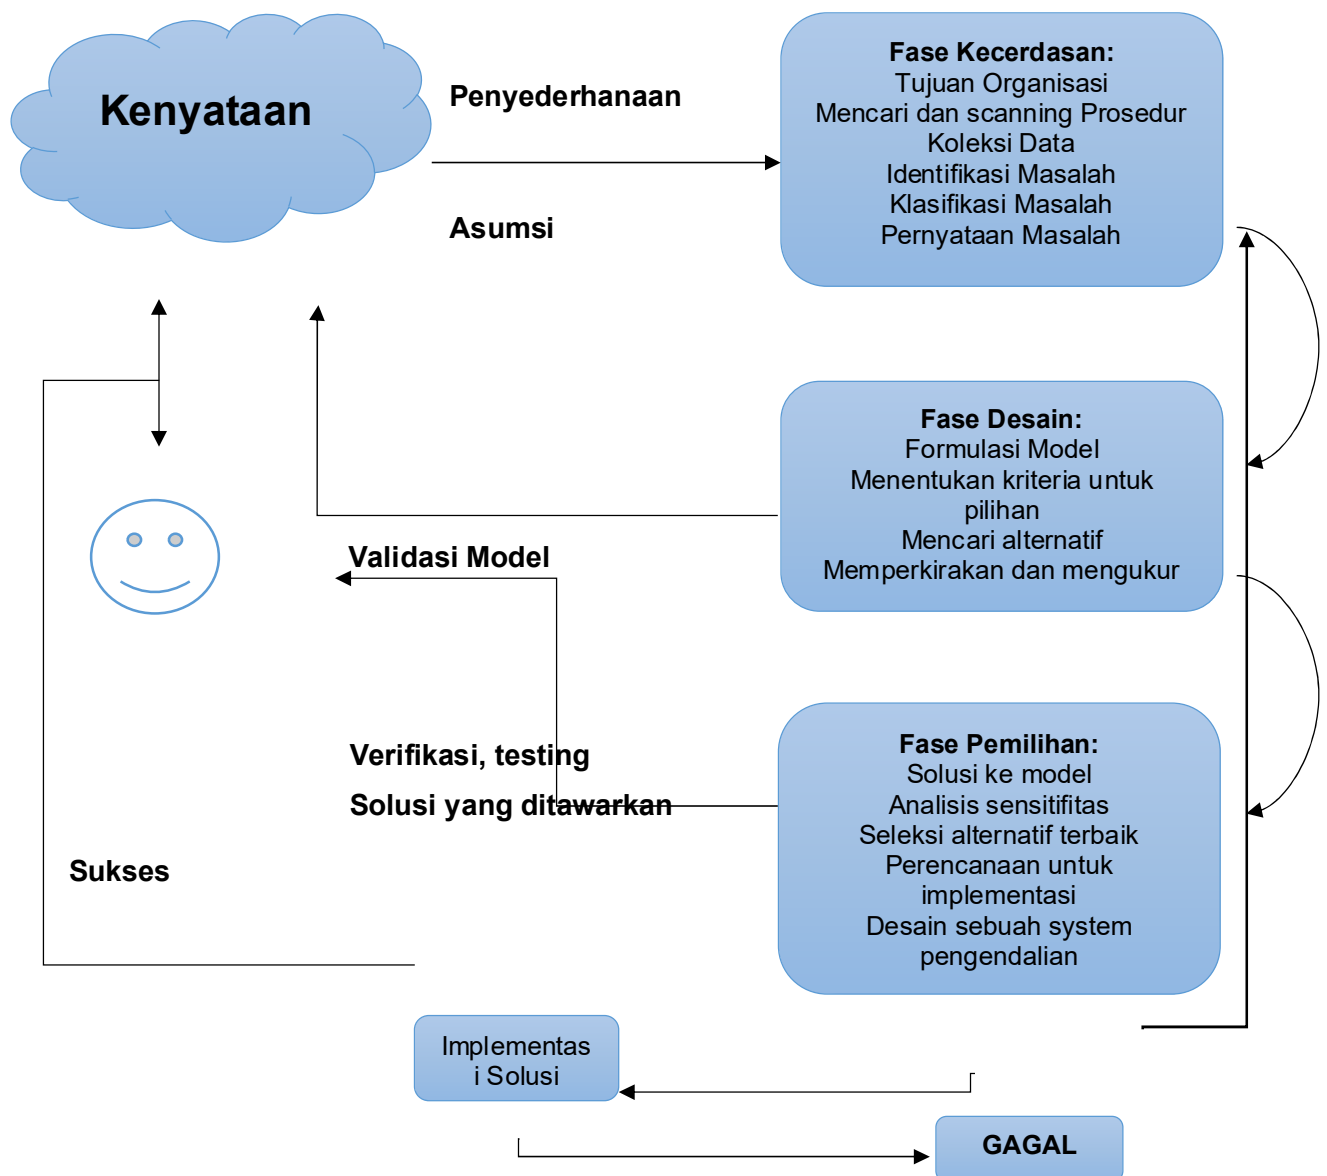 Kenyataan
Penyederhanaan
Asumsi
Fase Kecerdasan:
Tujuan Organisasi
Mencari dan scanning Prosedur
Koleksi Data
Identifikasi Masalah
Klasifikasi Masalah
Pernyataan Masalah
Fase Desain:
Formulasi Model
Menentukan kriteria untuk
pilihan
Mencari alternatif
Memperkirakan dan mengukur
Validasi Model
Verifikasi, testing
Solusi yang ditawarkan
Fase Pemilihan:
Solusi ke model
Analisis sensitifitas
Seleksi alternatif terbaik
Perencanaan untuk
implementasi
Desain sebuah system
pengendalian
Sukses
Implementas
i Solusi
GAGAL